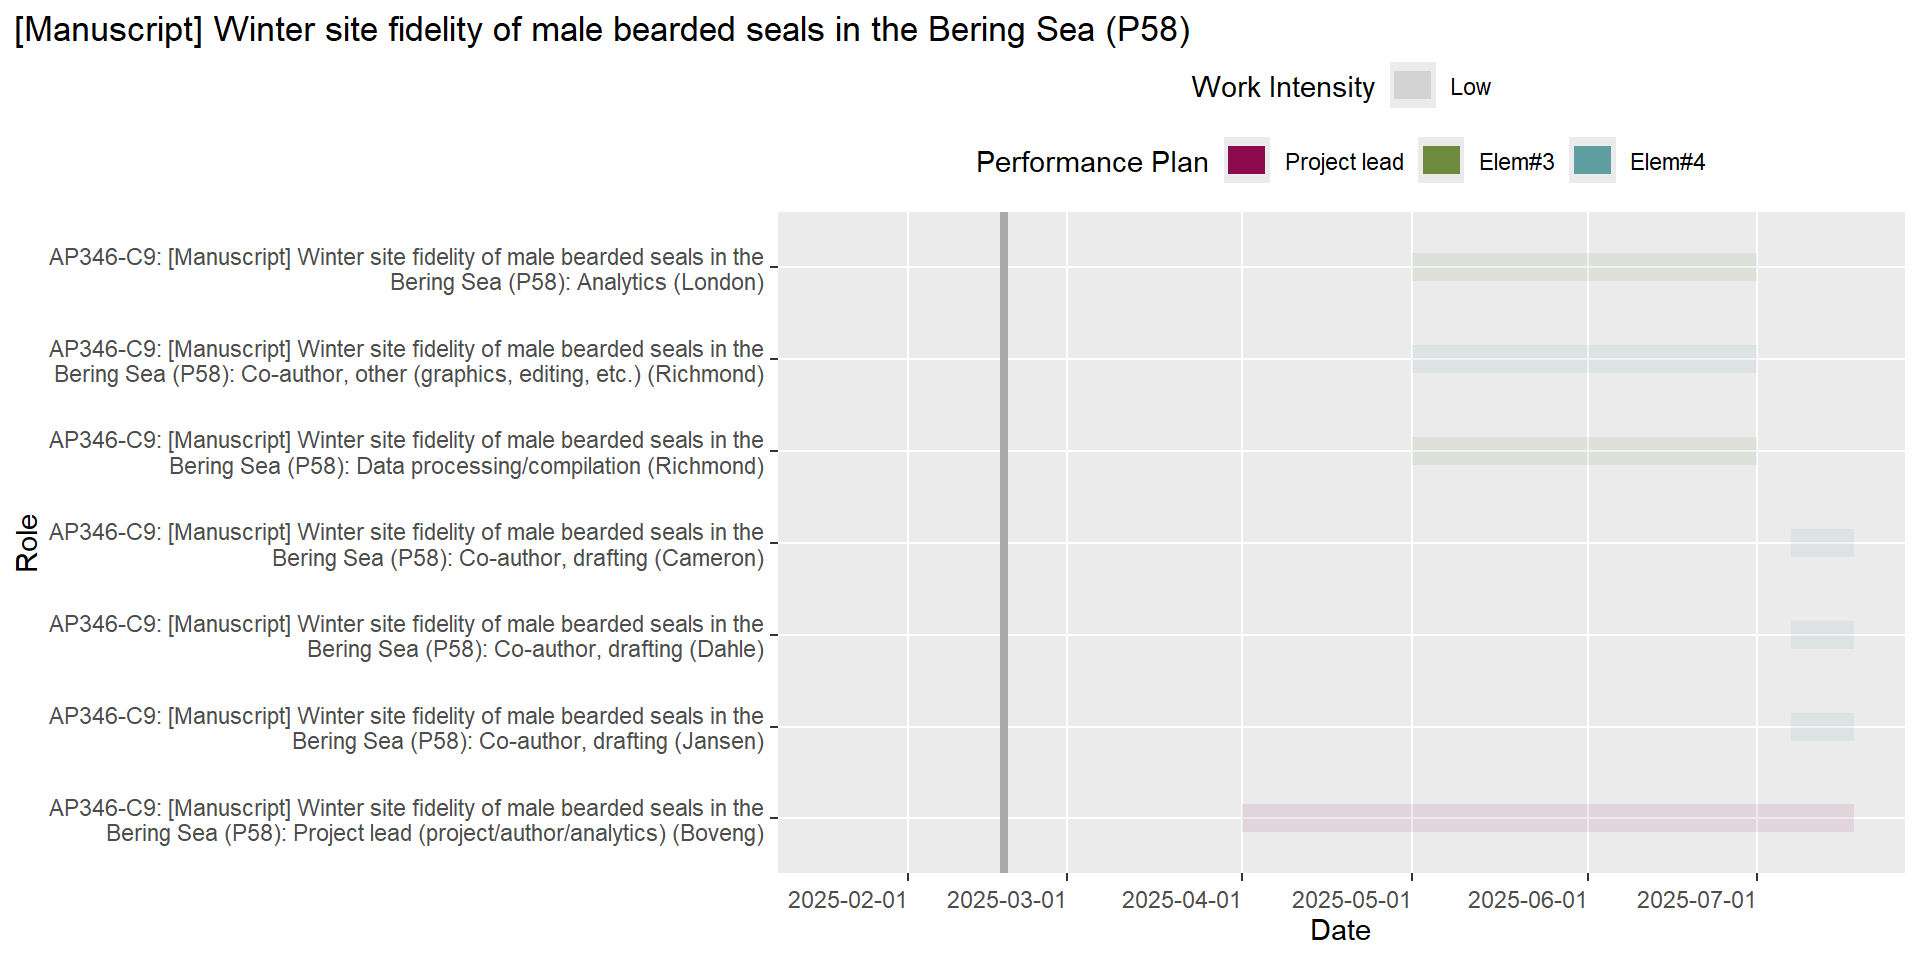 [Manuscript] Winter site fidelity of male bearded seals in the Bering Sea (P58)
Work Intensity Low
Performance Plan Project lead Elem#3 Elem#4
Role
AP346-C9: [Manuscript] Winter site fidelity of male bearded seals in the
Bering Sea (P58): Analytics (London)
AP346-C9: [Manuscript] Winter site fidelity of male bearded seals in the
Bering Sea (P58): Co-author, other (graphics, editing, etc.) (Richmond)
AP346-C9: [Manuscript] Winter site fidelity of male bearded seals in the
Bering Sea (P58): Data processing/compilation (Richmond)
AP346-C9: [Manuscript] Winter site fidelity of male bearded seals in the
Bering Sea (P58): Co-author, drafting (Cameron)
AP346-C9: [Manuscript] Winter site fidelity of male bearded seals in the
Bering Sea (P58): Co-author, drafting (Dahle)
AP346-C9: [Manuscript] Winter site fidelity of male bearded seals in the
Bering Sea (P58): Co-author, drafting (Jansen)
AP346-C9: [Manuscript] Winter site fidelity of male bearded seals in the
Bering Sea (P58): Project lead (project/author/analytics) (Boveng)
2025-02-01 2025-03-01 2025-04-01 2025-05-01 2025-06-01 2025-07-01
Date